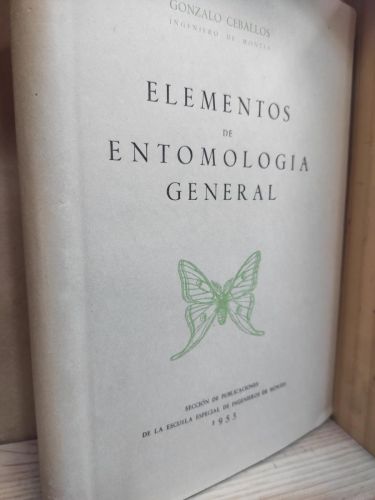 GONZALO CEBALLOS
INGENIERO DE MONTES
ELEMENTOS
DE
ENTOMOLOGIA
GENERAL
SECCIÓN DE PUBLICACIONES
DE LA ESCUELA ESPECIAL DE INGENIEROS DE MONTES
1953